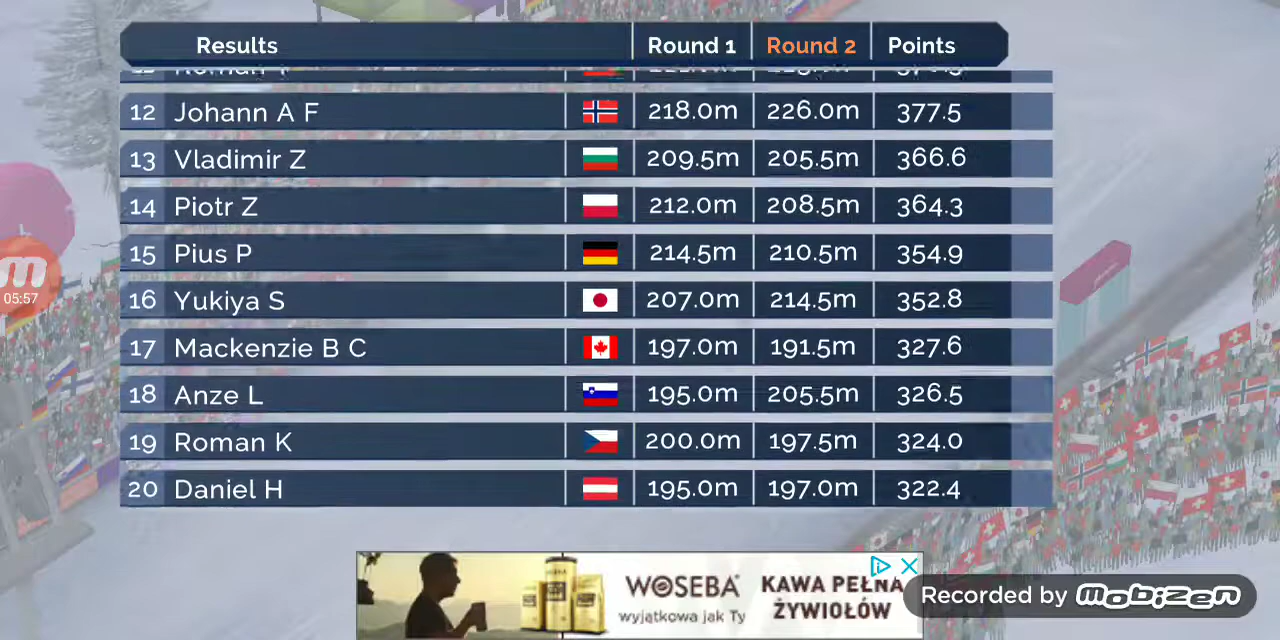 Results Round 1 Round 2 Points
12 Johann A F 218.0m 226.0m 377.5
13 Vladimir Z 209.5m 205.5m 366.6
14 Piotr Z 212.0m 208.5m 364.3
15 Pius P 214.5m 210.5m 354.9
16 Yukiya S 207.0m 214.5m 352.8
17 Mackenzie B C 197.0m 191.5m 327.6
18 Anze L 195.0m 205.5m 326.5
19 Roman K 200.0m 197.5m 324.0
20 Daniel H 195.0m 197.0m 322.4
05:57
WOSEBA
wyjątkowa jak Ty
KAWA PEŁNA
ŻYWIOŁÓW
Recorded by mobizen